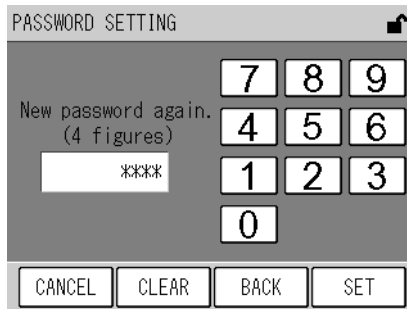 PASSWORD SETTING
7 8 9
New password again.
(4 figures)
4 5 6
****
1 2 3
0
CANCEL CLEAR BACK SET